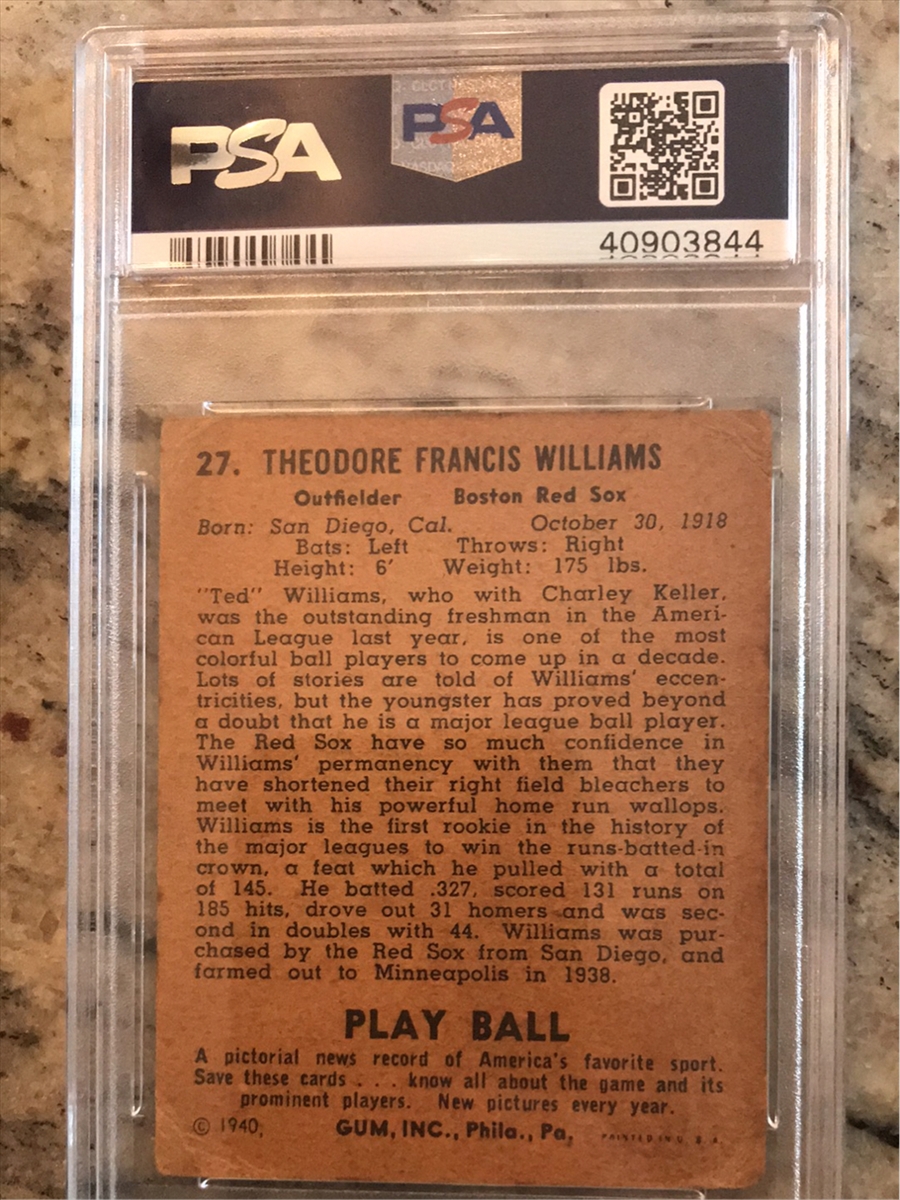 PSA
PSA
40903844
27. THEODORE FRANCIS WILLIAMS
Outfielder Boston Red Sox
Born: San Diego, Cal. October 30, 1918
Bats: Left Throws: Right
Height: 6' Weight: 175 lbs.
"Ted" Williams, who with Charley Keller,
was the outstanding freshman in the Ameri-
can League last year, is one of the most
colorful ball players to come up in a decade.
Lots of stories are told of Williams' eccen-
tricities, but the youngster has proved beyond
a doubt that he is a major league ball player.
The Red Sox have so much confidence in
Williams' permanency with them that they
have shortened their right field bleachers to
meet with his powerful home run wallops.
Williams is the first rookie in the history of
the major leagues to win the runs-batted-in
crown, a feat which he pulled with a total
of 145. He batted .327, scored 131 runs on
185 hits, drove out 31 homers and was sec-
ond in doubles with 44. Williams was pur-
chased by the Red Sox from San Diego, and
farmed out to Minneapolis in 1938.
PLAY BALL
A pictorial news record of America's favorite sport.
Save these cards . . . know all about the game and its
prominent players. New pictures every year.
© 1940, GUM, INC., Phila., Pa. PRINTED IN U. S. A.